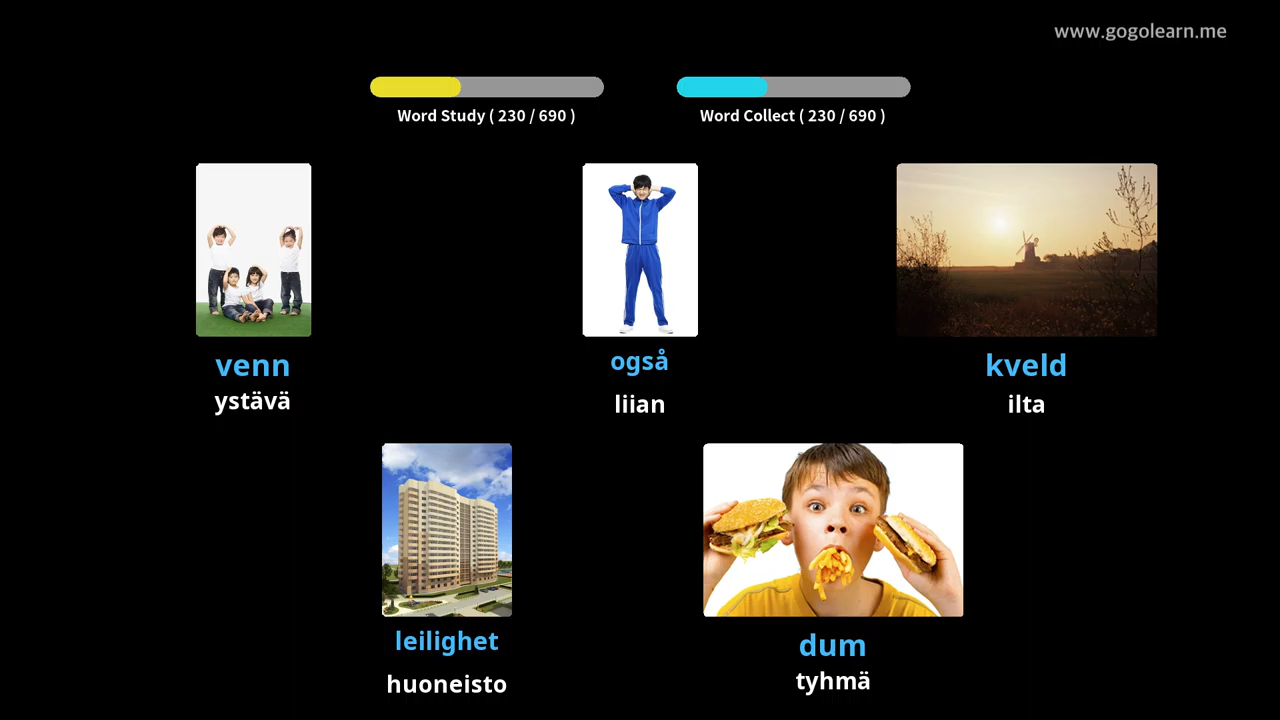 www.gogolearn.me
Word Study ( 230 / 690 )
Word Collect ( 230 / 690 )
venn
ystävä
også
liian
kveld
ilta
leilighet
huoneisto
dum
tyhmä